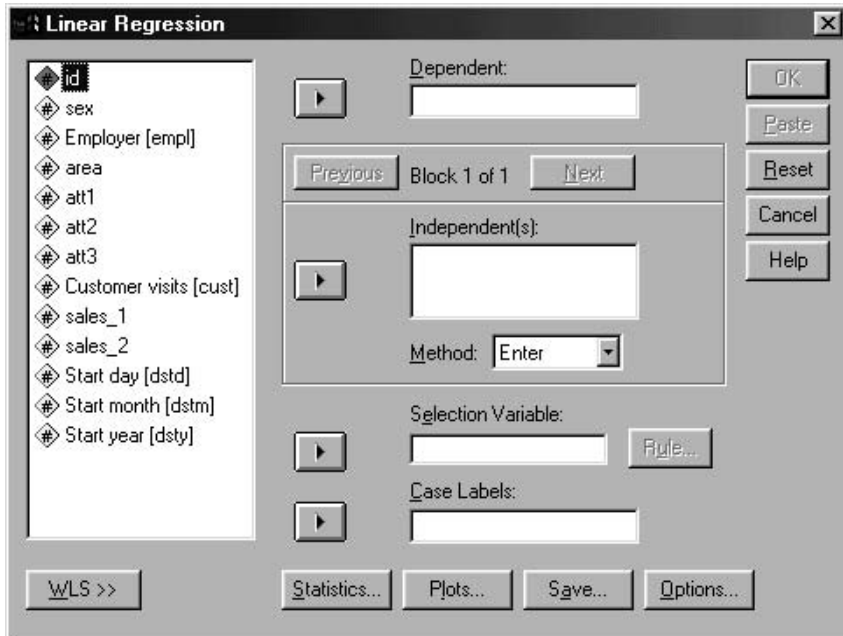 Linear Regression
id
sex
Employer [empl]
area
att1
att2
att3
Customer visits [cust]
sales_1
sales_2
Start day [dstd]
Start month [dstm]
Start year [dsty]
Dependent:
Previous
Block 1 of 1
Next
Independent(s):
Method:
Enter
Selection Variable:
Rule...
Case Labels:
OK
Paste
Reset
Cancel
Help
WLS >>
Statistics...
Plots...
Save...
Options...